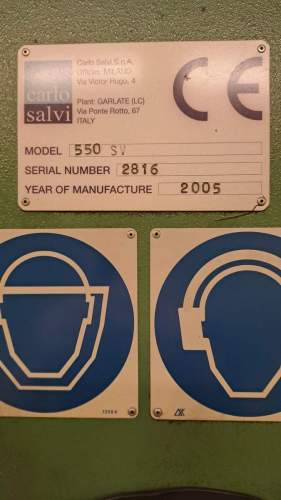 carlo
salvi
Carlo Salvi S.p.A.
Offices: MILANO
Via Victor Hugo, 4
Plant: GARLATE (LC)
Via Ponte Rotto, 67
ITALY
CE
MODEL 550 SV
SERIAL NUMBER 2816
YEAR OF MANUFACTURE 2005